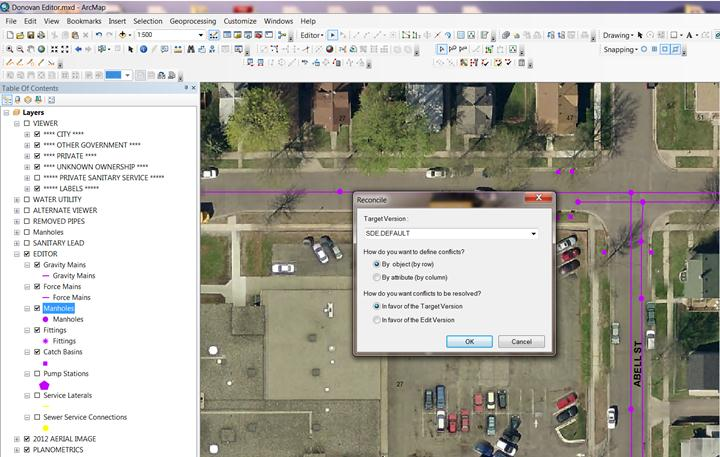 Donovan Editor.mxd - ArcMap
File Edit View Bookmarks Insert Selection Geoprocessing Customize Windows Help
1:500
Editor
Drawing
A
Snapping
Table Of Contents
Layers
VIEWER
**** CITY ****
**** OTHER GOVERNMENT ****
**** PRIVATE ****
**** UNKNOWN OWNERSHIP ****
***** PRIVATE SANITARY SERVICE *****
***** LABELS *****
WATER UTILITY
ALTERNATE VIEWER
REMOVED PIPES
Manholes
SANITARY LEAD
EDITOR
Gravity Mains
Gravity Mains
Force Mains
Force Mains
Manholes
Manholes
Fittings
Fittings
Catch Basins
Pump Stations
Service Laterals
Sewer Service Connections
2012 AERIAL IMAGE
PLANOMETRICS
23
27
47
51
Reconcile
Target Version :
SDE.DEFAULT
How do you want to define conflicts?
By object (by row)
By attribute (by column)
How do you want conflicts to be resolved?
In favor of the Target Version
In favor of the Edit Version
OK
Cancel
27
ABELL ST